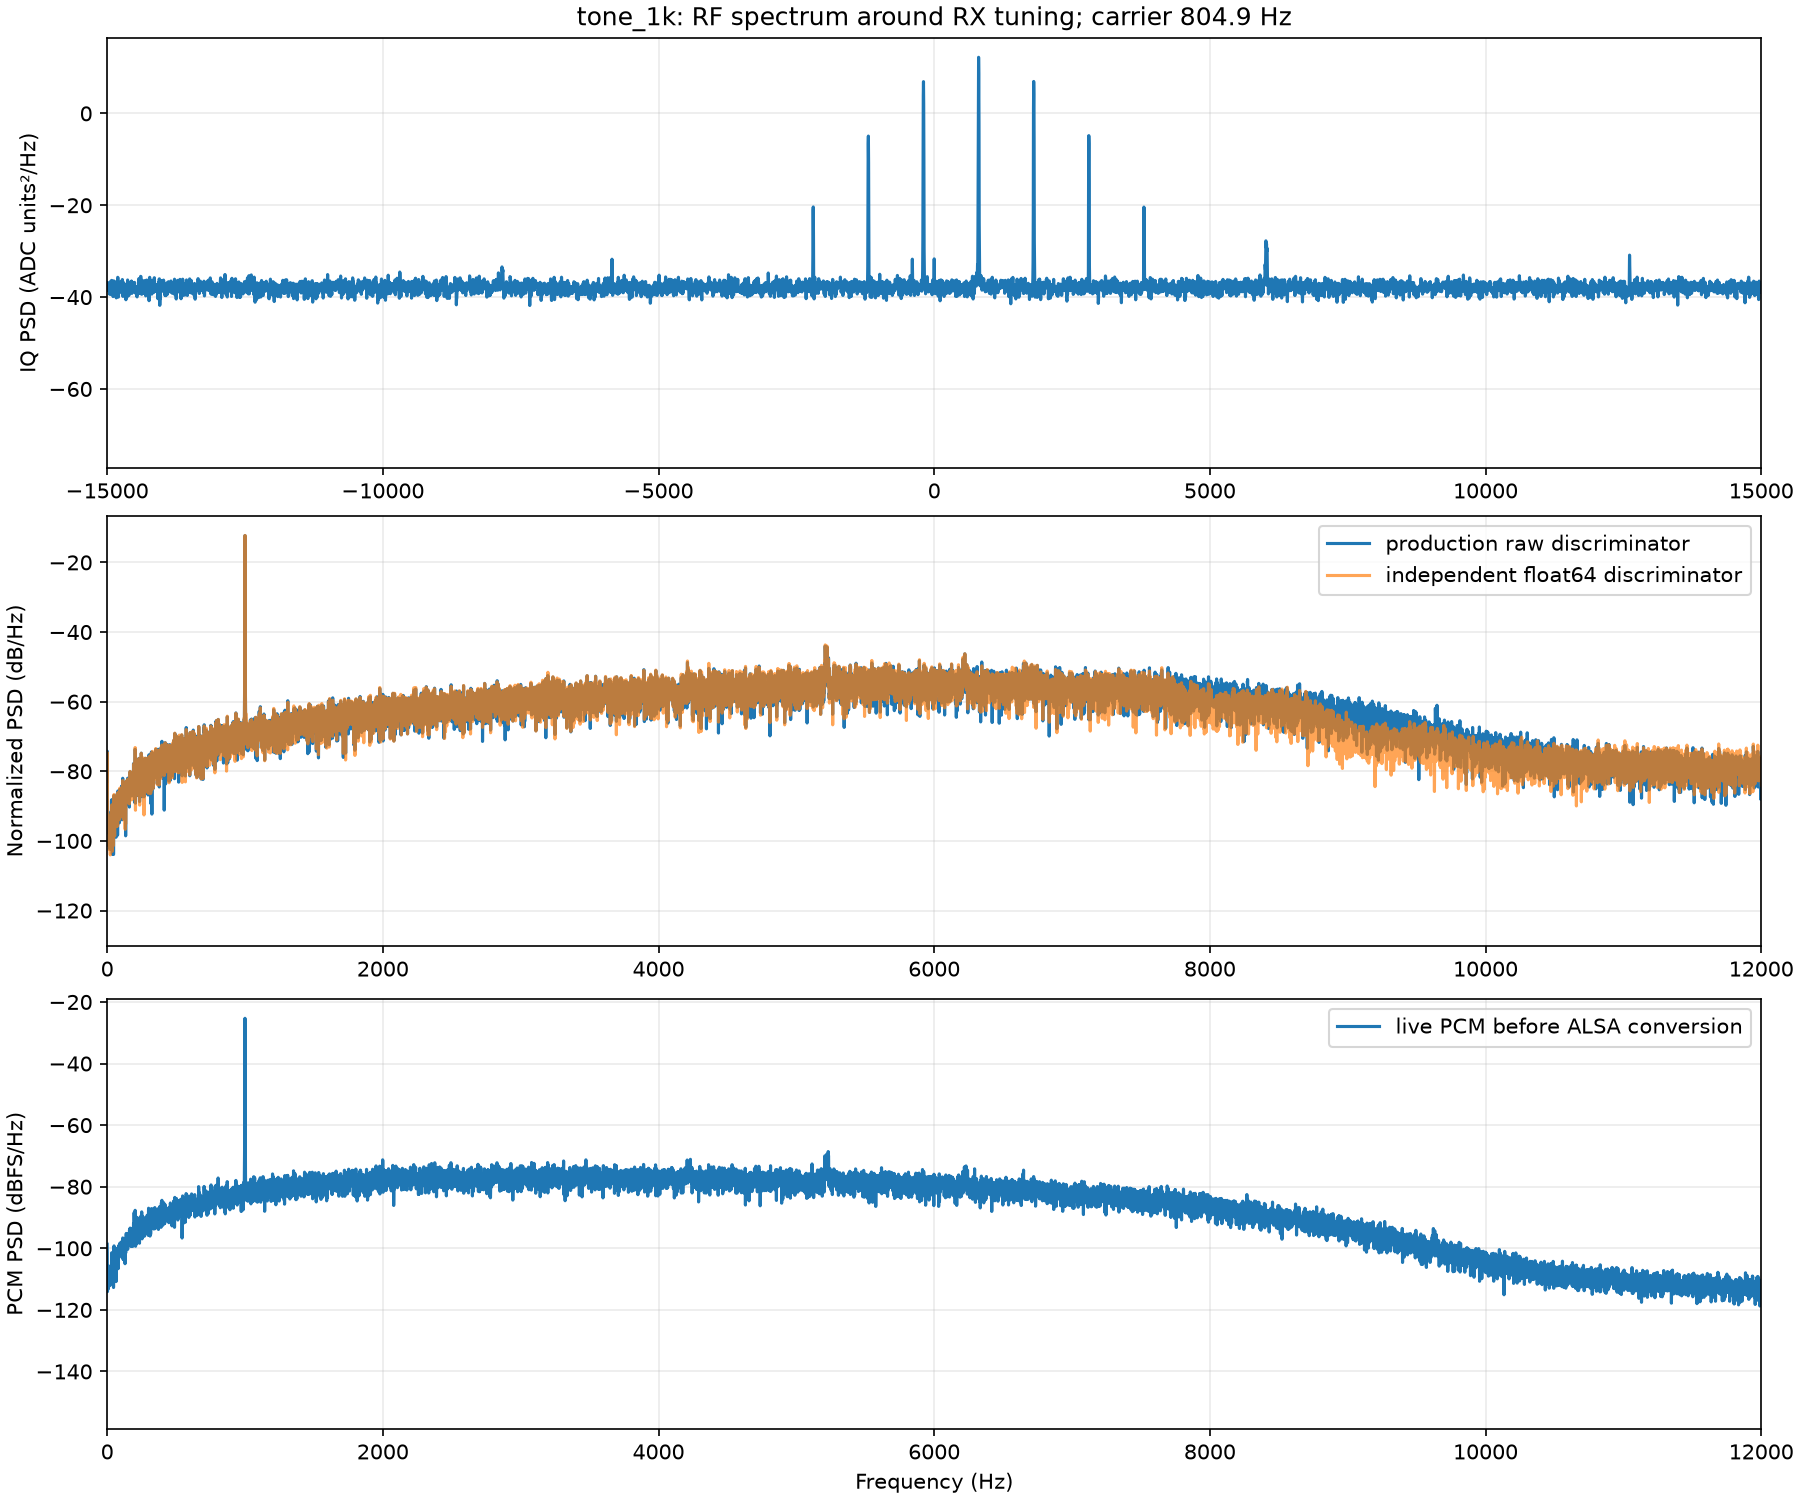 tone_1k: RF spectrum around RX tuning; carrier 804.9 Hz
IQ PSD (ADC units²/Hz)
0
−20
−40
−60
−15000 −10000 −5000 0 5000 10000 15000
production raw discriminator
independent float64 discriminator
Normalized PSD (dB/Hz)
−20
−40
−60
−80
−100
−120
0 2000 4000 6000 8000 10000 12000
live PCM before ALSA conversion
PCM PSD (dBFS/Hz)
−20
−40
−60
−80
−100
−120
−140
0 2000 4000 6000 8000 10000 12000
Frequency (Hz)